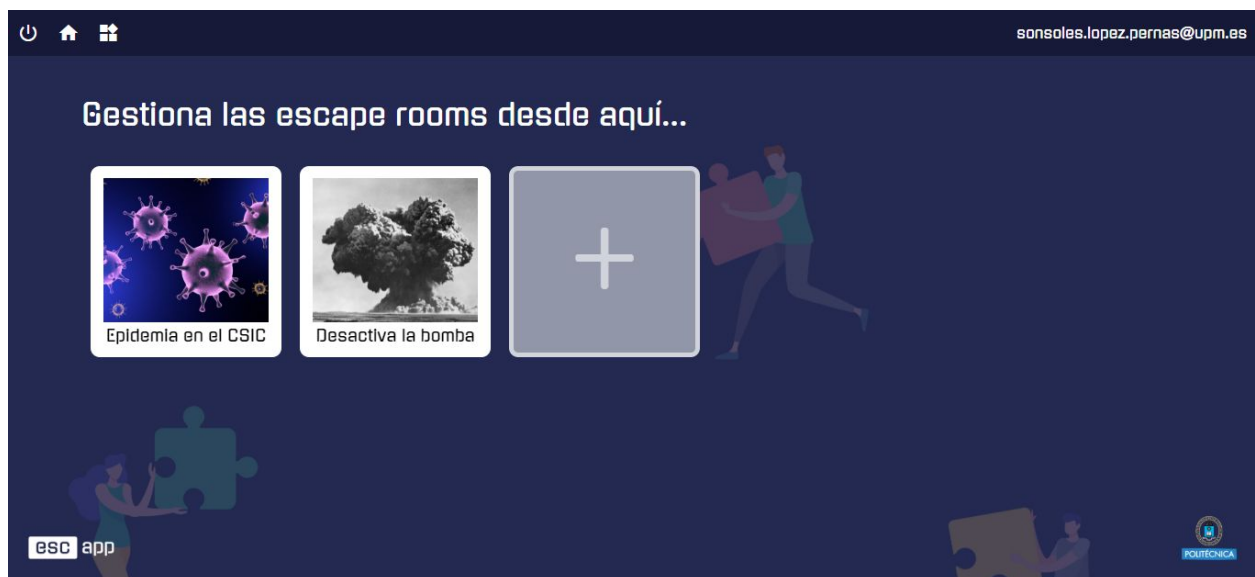 sonsoles.lopez.pernas@upm.es
Gestiona las escape rooms desde aquí...
Epidemia en el CSIC
Desactiva la bomba
esc app
POLITÉCNICA